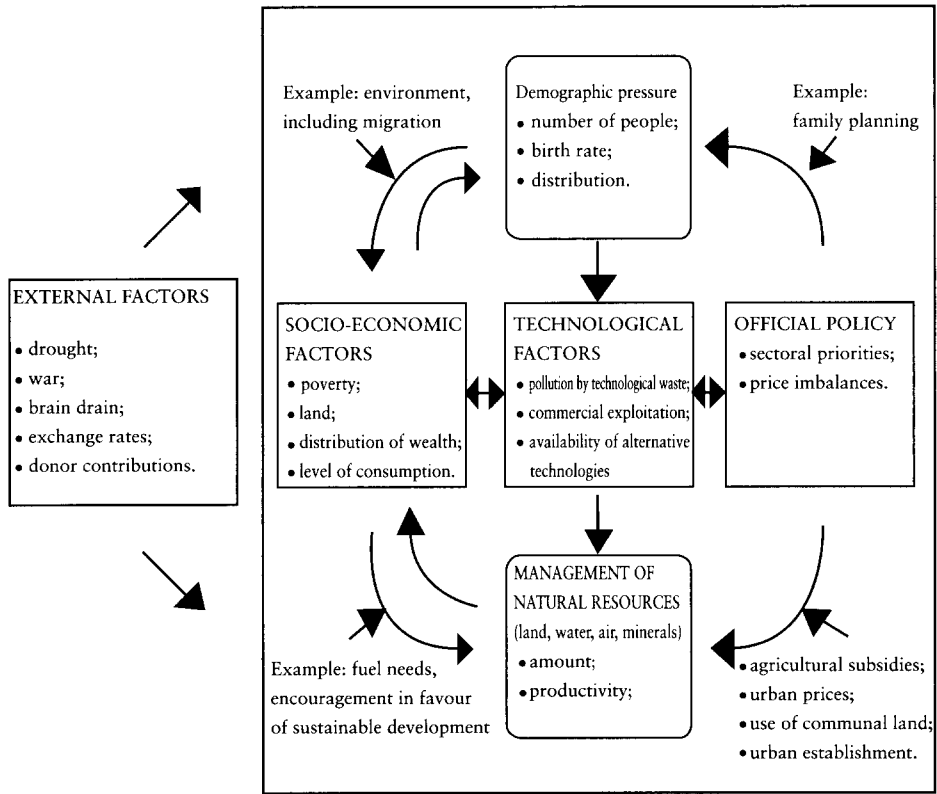 Example: environment,
including migration
Demographic pressure
• number of people;
• birth rate;
• distribution.
Example:
family planning
EXTERNAL FACTORS
• drought;
• war;
• brain drain;
• exchange rates;
• donor contributions.
SOCIO-ECONOMIC
FACTORS
• poverty;
• land;
• distribution of wealth;
• level of consumption.
TECHNOLOGICAL
FACTORS
• pollution by technological waste;
• commercial exploitation;
• availability of alternative
technologies
OFFICIAL POLICY
• sectoral priorities;
• price imbalances.
MANAGEMENT OF
NATURAL RESOURCES
(land, water, air, minerals)
• amount;
• productivity;
Example: fuel needs,
encouragement in favour
of sustainable development
• agricultural subsidies;
• urban prices;
• use of communal land;
• urban establishment.